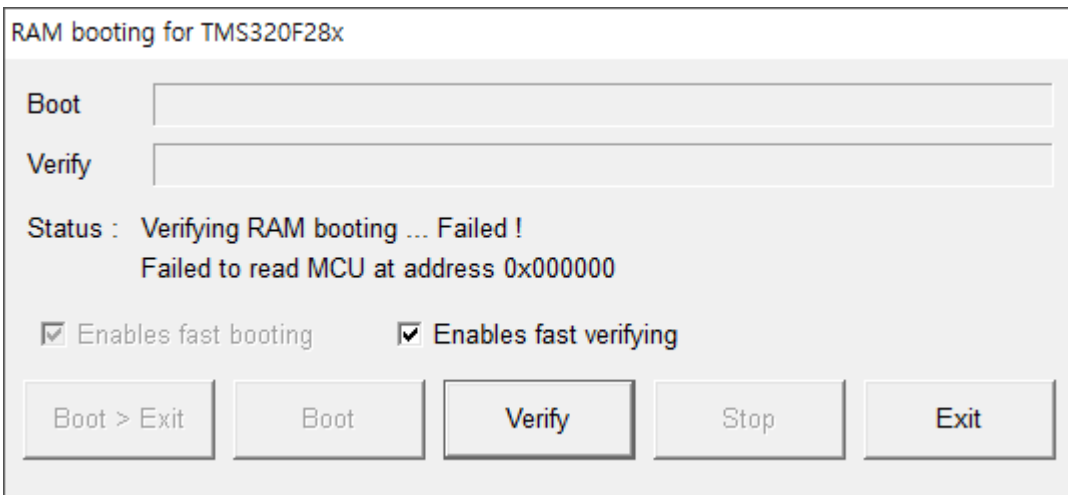 RAM booting for TMS320F28x
Boot
Verify
Status : Verifying RAM booting ... Failed !
Failed to read MCU at address 0x000000
Enables fast booting Enables fast verifying
Boot > Exit Boot Verify Stop Exit